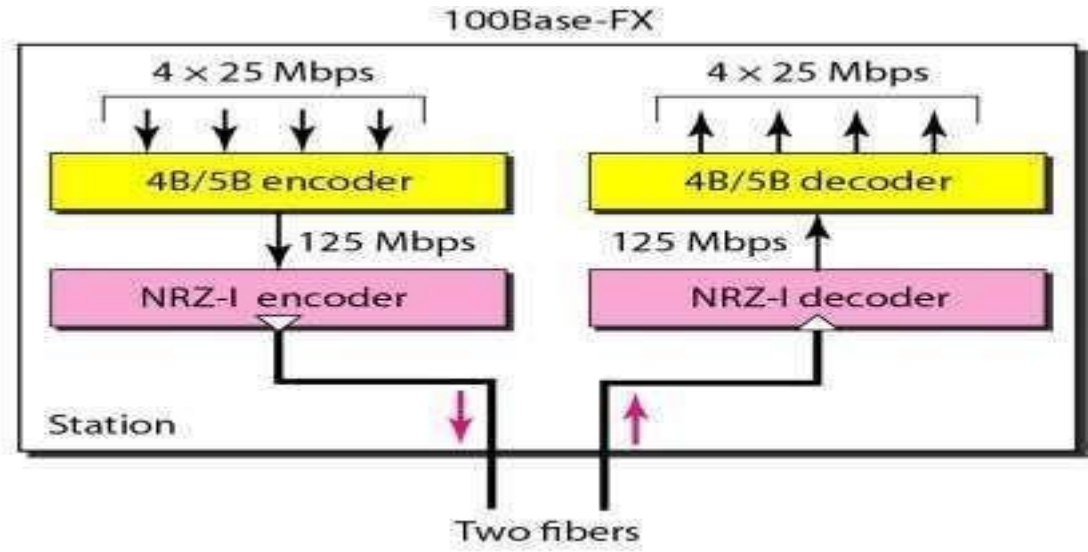 100Base-FX
4 × 25 Mbps
4 × 25 Mbps
4B/5B encoder
4B/5B decoder
125 Mbps
125 Mbps
NRZ-I encoder
NRZ-I decoder
Station
Two fibers